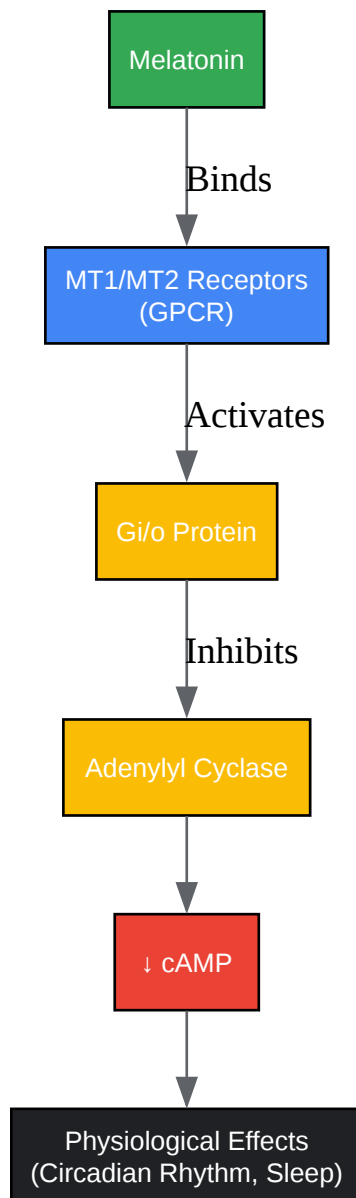 Melatonin
Binds
MT1/MT2 Receptors
(GPCR)
Activates
Gi/o Protein
Inhibits
Adenylyl Cyclase
↓ cAMP
Physiological Effects
(Circadian Rhythm, Sleep)